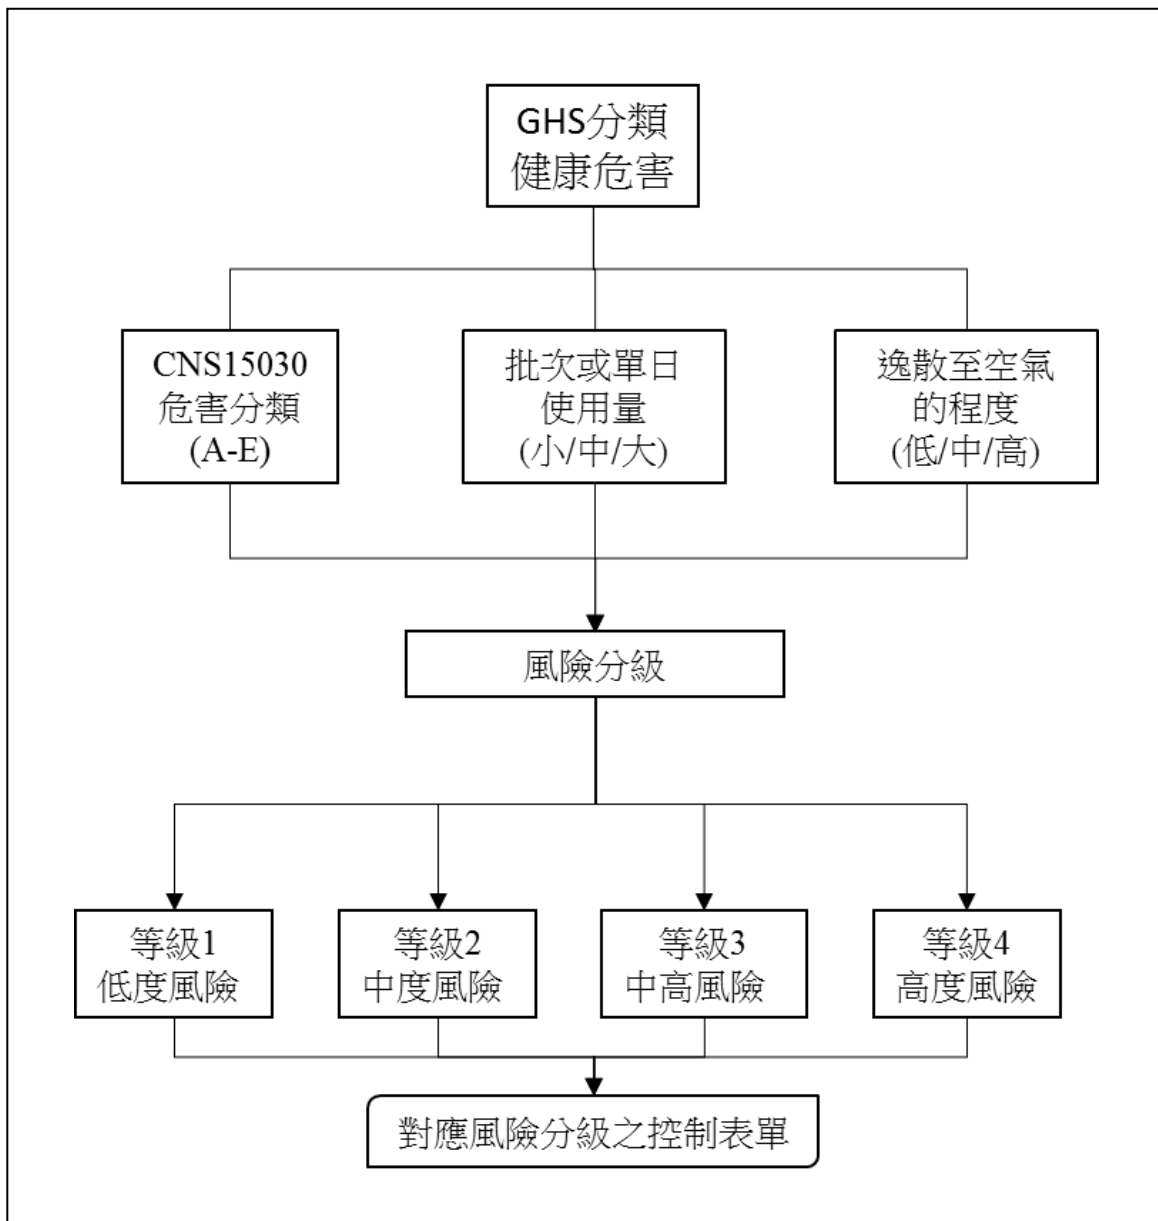 GHS分類
健康危害
CNS15030
危害分類
(A-E)
批次或單日
使用量
(小/中/大)
逸散至空氣
的程度
(低/中/高)
風險分級
等級1
低度風險
等級2
中度風險
等級3
中高風險
等級4
高度風險
對應風險分級之控制表單